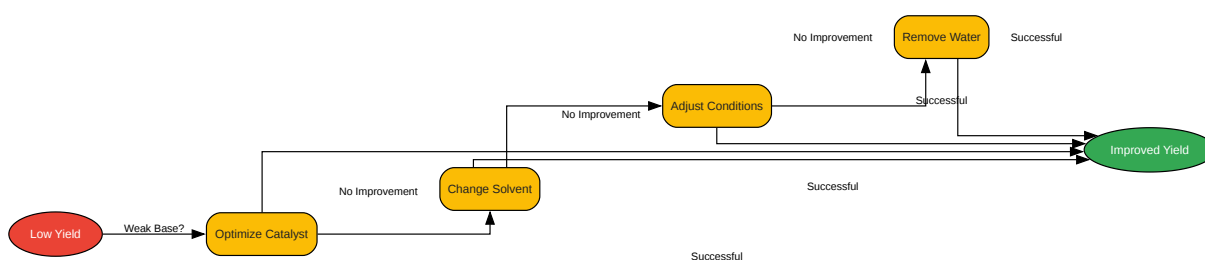 No Improvement
Remove Water
Successful
Adjust Conditions
Successful
No Improvement
Improved Yield
No Improvement
Change Solvent
Successful
Low Yield
Weak Base?
Optimize Catalyst
Successful